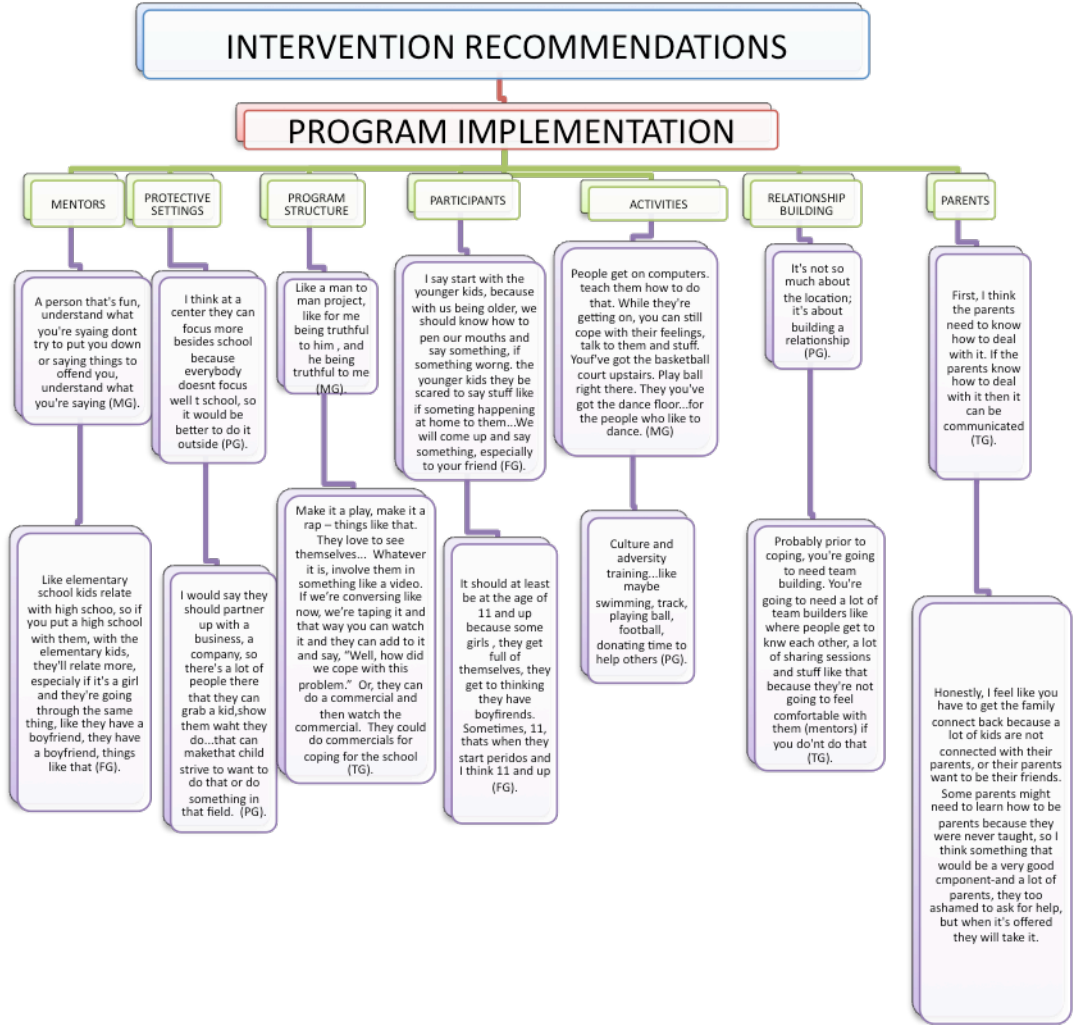 INTERVENTION RECOMMENDATIONS
PROGRAM IMPLEMENTATION
MENTORS
PROTECTIVE
SETTINGS
PROGRAM
STRUCTURE
PARTICIPANTS
ACTIVITIES
RELATIONSHIP
BUILDING
PARENTS
A person that's fun,
understand what
you're syaing dont
try to put you down
or saying things to
offend you,
understand what
you're saying (MG).
Like elementary
school kids relate
with high schoo, so if
you put a high school
with them, with the
elementary kids,
they'll relate more,
especialy if it's a girl
and they're going
through the same
thing, like they have a
boyfriend, they have
a boyfriend, things
like that (FG).
I think at a
center they can
focus more
besides school
because
everybody
doesnt focus
well t school, so
it would be
better to do it
outside (PG).
I would say they
should partner
up with a
business, a
company, so
there's a lot of
people there
that they can
grab a kid,show
them waht they
do...that can
makethat child
strive to want to
do that or do
something in
that field. (PG).
Like a man to
man project,
like for me
being truthful
to him , and
he being
truthful to me
(MG).
Make it a play, make it a
rap – things like that.
They love to see
themselves... Whatever
it is, involve them in
something like a video.
If we're conversing like
now, we're taping it and
that way you can watch
it and they can add to it
and say, "Well, how did
we cope with this
problem." Or, they can
do a commercial and
then watch the
commercial. They could
do commercials for
coping for the school
(TG).
I say start with the
younger kids, because
with us being older, we
should know how to
pen our mouths and
say something, if
something worng. the
younger kids they be
scared to say stuff like
if someting happening
at home to them...We
will come up and say
something, especially
to your friend (FG).
It should at least
be at the age of
11 and up
because some
girls , they get
full of
themselves, they
get to thinking
they have
boyfirends.
Sometimes, 11,
thats when they
start peridos and
I think 11 and up
(FG).
People get on computers.
teach them how to do
that. While they're
getting on, you can still
cope with their feelings,
talk to them and stuff.
Youf've got the basketball
court upstairs. Play ball
right there. They you've
got the dance floor...for
the people who like to
dance. (MG)
Culture and
adversity
training...like
maybe
swimming, track,
playing ball,
football,
donating time to
help others (PG).
It's not so
much about
the location;
it's about
building a
relationship
(PG).
Probably prior to
coping, you're going
to need team
building. You're
going to need a lot of
team builders like
where people get to
knw each other, a lot
of sharing sessions
and stuff like that
because they're not
going to feel
comfortable with
them (mentors) if
you do'nt do that
(TG).
First, I think
the parents
need to know
how to deal
with it. If the
parents know
how to deal
with it then it
can be
communicated
(TG).
Honestly, I feel like you
have to get the family
connect back because a
lot of kids are not
connected with their
parents, or their parents
want to be their friends.
Some parents might
need to learn how to be
parents because they
were never taught, so I
think something that
would be a very good
cmponent-and a lot of
parents, they too
ashamed to ask for help,
but when it's offered
they will take it.